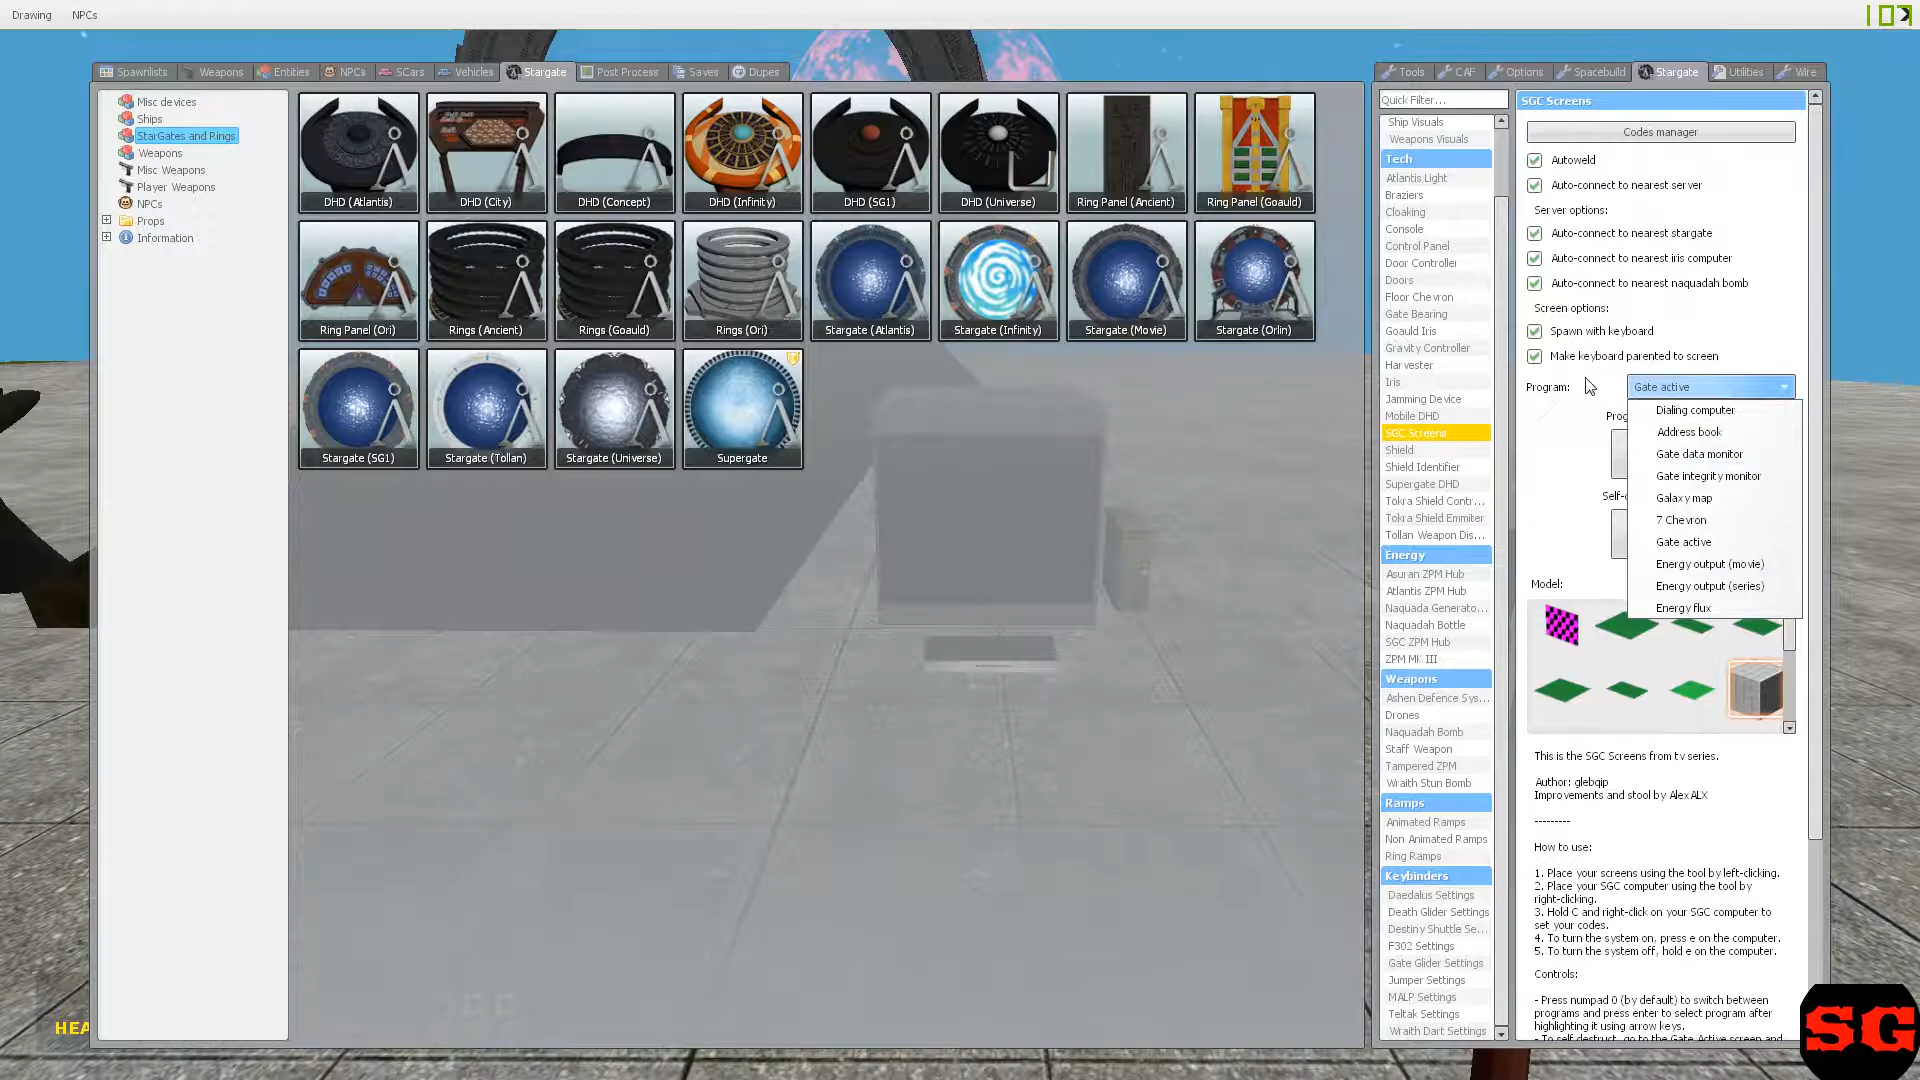 Drawing NPCs
Spawnlists Weapons Entities NPCs SCars Vehicles Stargate Post Process Saves Dupes
Misc devices
Ships
StarGates and Rings
Weapons
Misc Weapons
Player Weapons
NPCs
Props
Information
DHD (Atlantis) DHD (City) DHD (Concept) DHD (Infinity) DHD (SG1) DHD (Universe) Ring Panel (Ancient) Ring Panel (Goauld)
Ring Panel (Ori) Rings (Ancient) Rings (Goauld) Rings (Ori) Stargate (Atlantis) Stargate (Infinity) Stargate (Movie) Stargate (Orlin)
Stargate (SG1) Stargate (Tollan) Stargate (Universe) Supergate
HEA
Tools CAF Options Spacebuild Stargate Utilities Wire
Quick Filter...
Ship Visuals
Weapons Visuals
Tech
Atlantis Light
Braziers
Cloaking
Console
Control Panel
Door Controller
Doors
Floor Chevron
Gate Bearing
Goauld Iris
Gravity Controller
Harvester
Iris
Jamming Device
Mobile DHD
SGC Screens
Shield
Shield Identifier
Supergate DHD
Tokra Shield Contr...
Tokra Shield Emmiter
Tollan Weapon Dis...
Energy
Asuran ZPM Hub
Atlantis ZPM Hub
Naquada Generato...
Naquadah Bottle
SGC ZPM Hub
ZPM MK III
Weapons
Ashen Defence Sys...
Drones
Naquadah Bomb
Staff Weapon
Tampered ZPM
Wraith Stun Bomb
Ramps
Animated Ramps
Non Animated Ramps
Ring Ramps
Keybinders
Daedalus Settings
Death Glider Settings
Destiny Shuttle Se...
F302 Settings
Gate Glider Settings
Jumper Settings
MALP Settings
Teltak Settings
Wraith Dart Settings
SGC Screens
Codes manager
Autoweld
Auto-connect to nearest server
Server options:
Auto-connect to nearest stargate
Auto-connect to nearest iris computer
Auto-connect to nearest naquadah bomb
Screen options:
Spawn with keyboard
Make keyboard parented to screen
Program: Gate active
Dialing computer
Address book
Gate data monitor
Gate integrity monitor
Galaxy map
7 Chevron
Gate active
Energy output (movie)
Energy output (series)
Energy flux
Prog
Self-
Model:
This is the SGC Screens from tv series.
Author: glebqip
Improvements and stool by AlexALX
---------
How to use:
1. Place your screens using the tool by left-clicking.
2. Place your SGC computer using the tool by
right-clicking.
3. Hold C and right-click on your SGC computer to
set your codes.
4. To turn the system on, press e on the computer.
5. To turn the system off, hold e on the computer.
Controls:
- Press numpad 0 (by default) to switch between
programs and press enter to select program after
highlighting it using arrow keys.
- To self destruct, go to the Gate Active screen and
SG